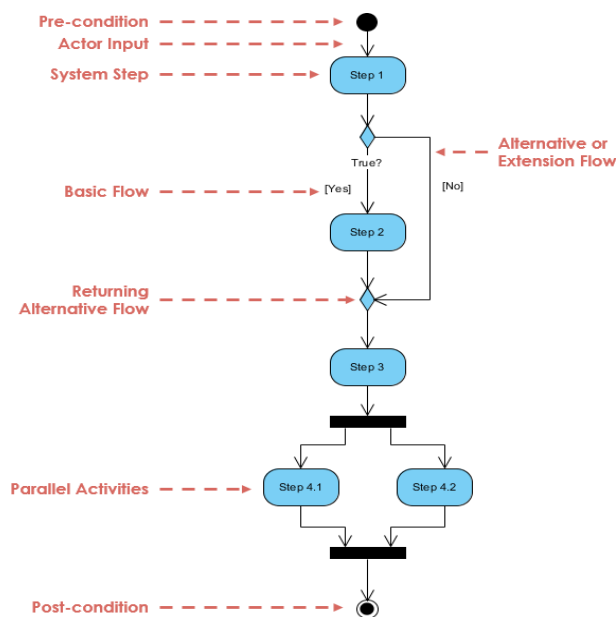 Pre-condition
Actor Input
System Step
Step 1
Alternative or
Extension Flow
True?
Basic Flow
[Yes]
[No]
Step 2
Returning
Alternative Flow
Step 3
Parallel Activities
Step 4.1
Step 4.2
Post-condition